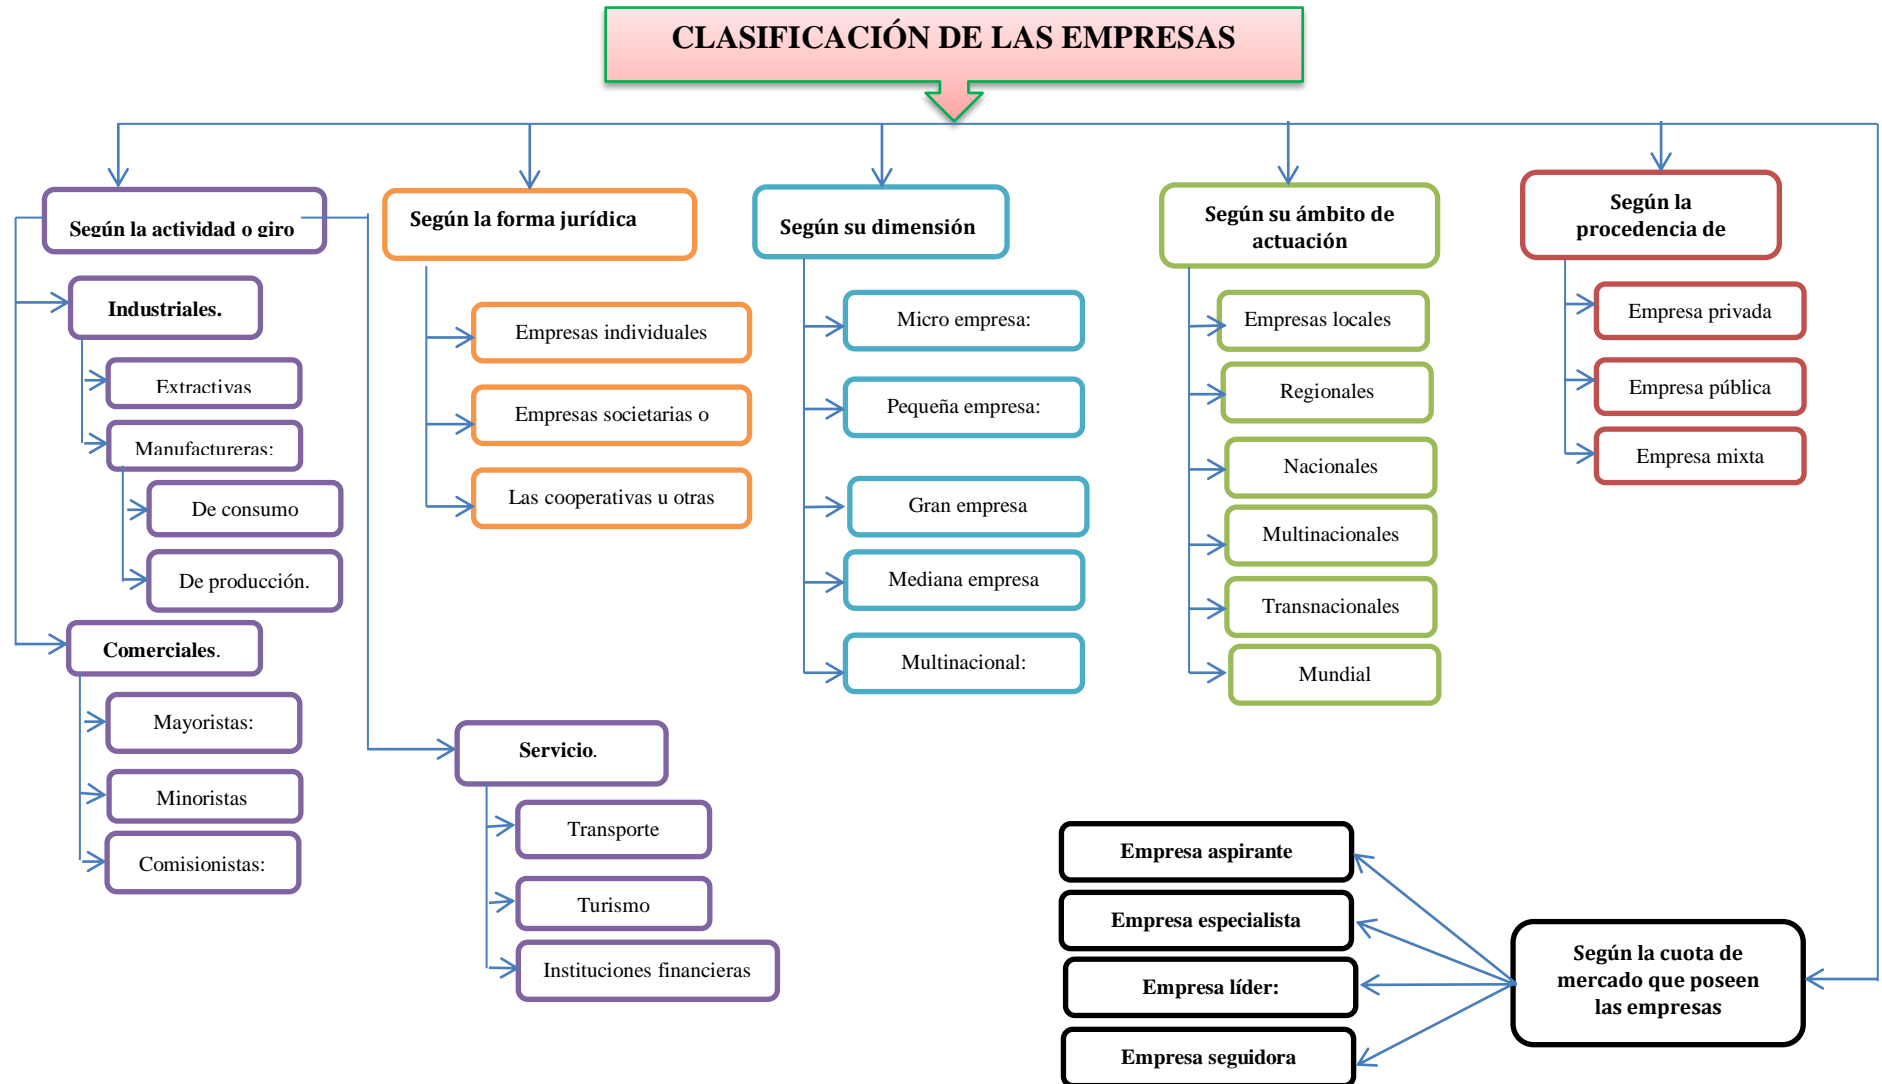 CLASIFICACIÓN DE LAS EMPRESAS
Según la actividad o giro
Industriales.
Extractivas
Manufactureras:
De consumo
De producción.
Comerciales.
Mayoristas:
Minoristas
Comisionistas:
Servicio.
Transporte
Turismo
Instituciones financieras
Según la forma jurídica
Empresas individuales
Empresas societarias o
Las cooperativas u otras
Según su dimensión
Micro empresa:
Pequeña empresa:
Gran empresa
Mediana empresa
Multinacional:
Según su ámbito de
actuación
Empresas locales
Regionales
Nacionales
Multinacionales
Transnacionales
Mundial
Según la
procedencia de
Empresa privada
Empresa pública
Empresa mixta
Según la cuota de
mercado que poseen
las empresas
Empresa aspirante
Empresa especialista
Empresa líder:
Empresa seguidora